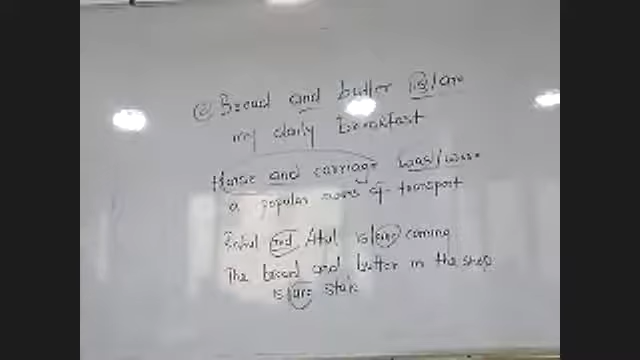 (c) Bread and butter is/are
my daily breakfast
Horse and carriage was/were
a popular means of transport
Rahul and Atul is/are coming
The bread and butter in the shop
is/are stale